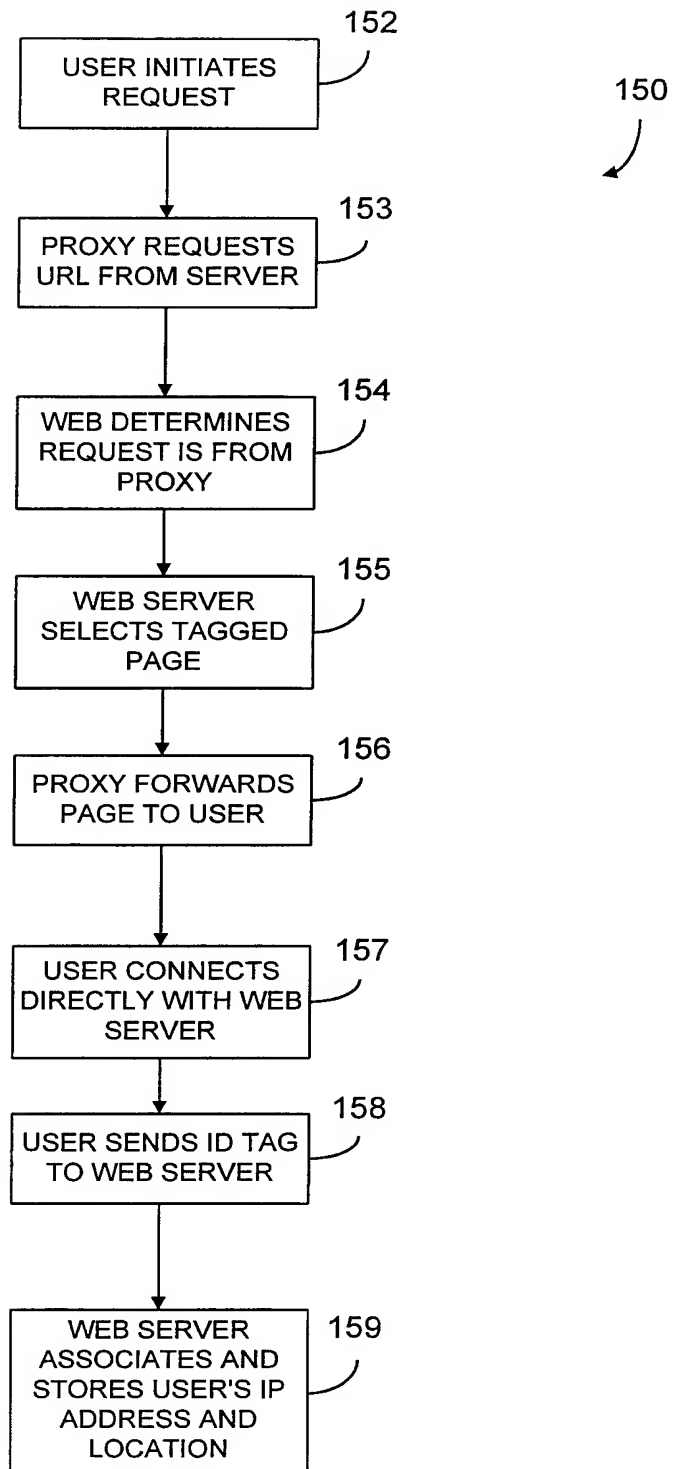 152
USER INITIATES
REQUEST
150
153
PROXY REQUESTS
URL FROM SERVER
154
WEB DETERMINES
REQUEST IS FROM
PROXY
155
WEB SERVER
SELECTS TAGGED
PAGE
156
PROXY FORWARDS
PAGE TO USER
157
USER CONNECTS
DIRECTLY WITH WEB
SERVER
158
USER SENDS ID TAG
TO WEB SERVER
159
WEB SERVER
ASSOCIATES AND
STORES USER'S IP
ADDRESS AND
LOCATION